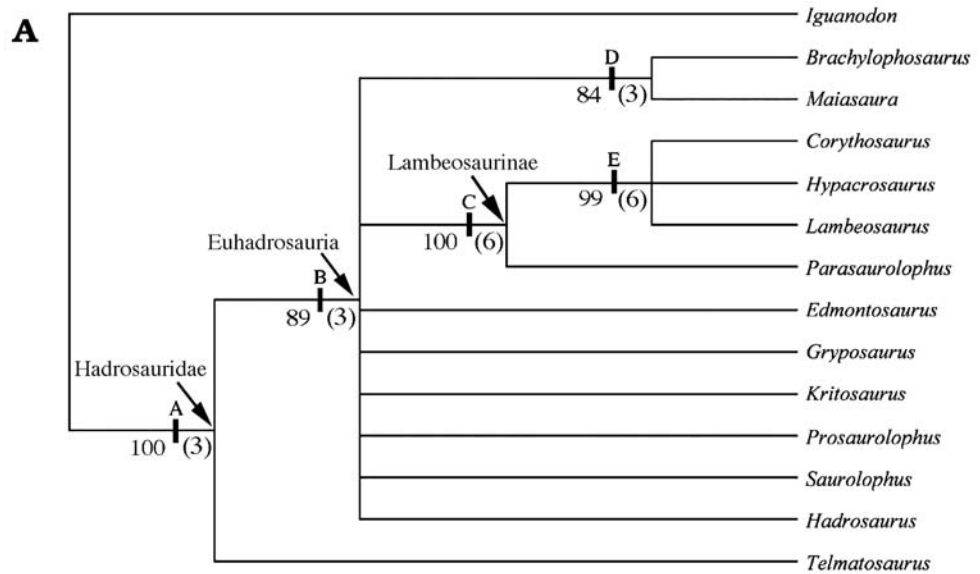 A
Iguanodon
D
Brachylophosaurus
84 (3)
Maiasaura
Corythosaurus
Lambeosaurinae
E
Hypacrosaurus
99 (6)
C
Lambeosaurus
100 (6)
Euhadrosauria
Parasaurolophus
B
Edmontosaurus
89 (3)
Gryposaurus
Hadrosauridae
Kritosaurus
A
100 (3)
Prosaurolophus
Saurolophus
Hadrosaurus
Telmatosaurus